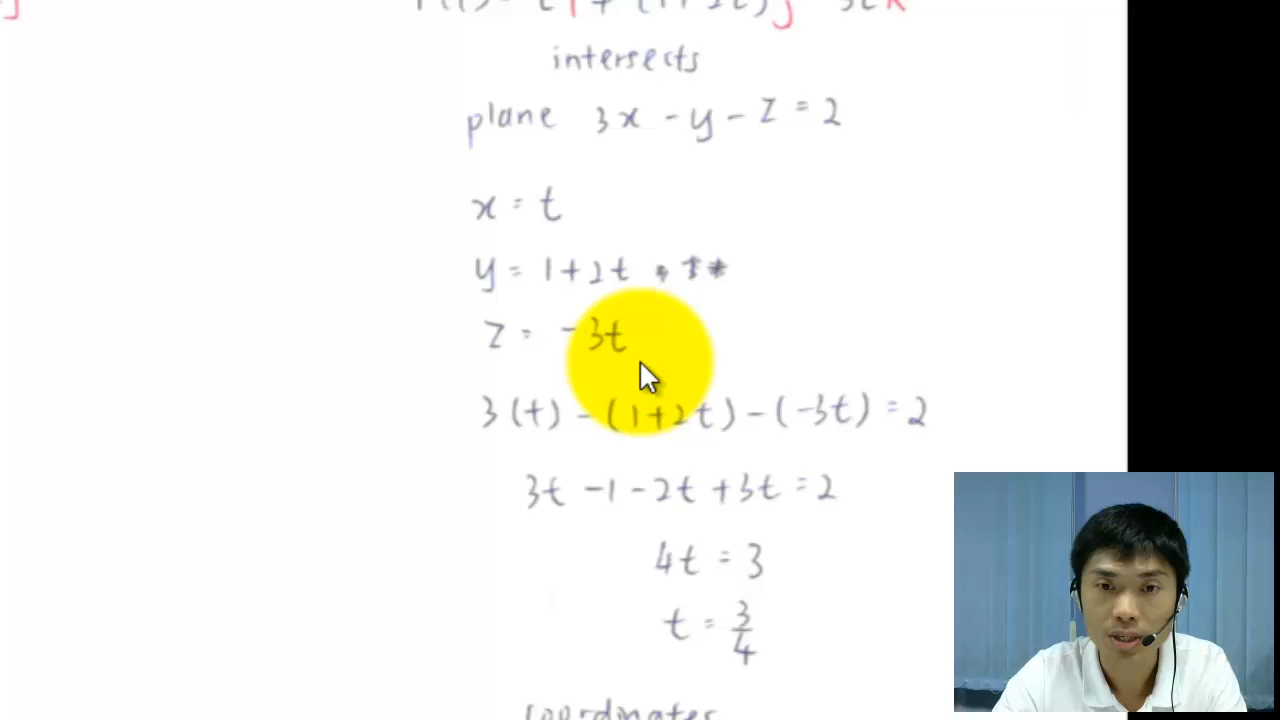 intersects
plane 3x - y - z = 2
x = t
y = 1+2t
z = -3t
3(t) - (1+2t) - (-3t) = 2
3t -1 -2t +3t = 2
4t = 3
t = 3/4
coordinates